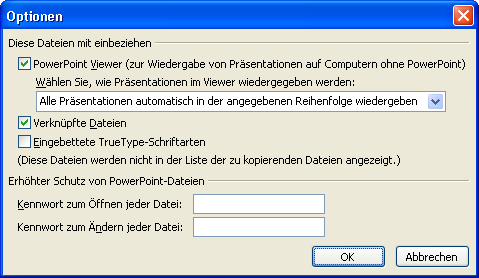 Optionen
Diese Dateien mit einbeziehen
PowerPoint Viewer (zur Wiedergabe von Präsentationen auf Computern ohne PowerPoint)
Wählen Sie, wie Präsentationen im Viewer wiedergegeben werden:
Alle Präsentationen automatisch in der angegebenen Reihenfolge wiedergeben
Verknüpfte Dateien
Eingebettete TrueType-Schriftarten
(Diese Dateien werden nicht in der Liste der zu kopierenden Dateien angezeigt.)
Erhöhter Schutz von PowerPoint-Dateien
Kennwort zum Öffnen jeder Datei:
Kennwort zum Ändern jeder Datei:
OK Abbrechen